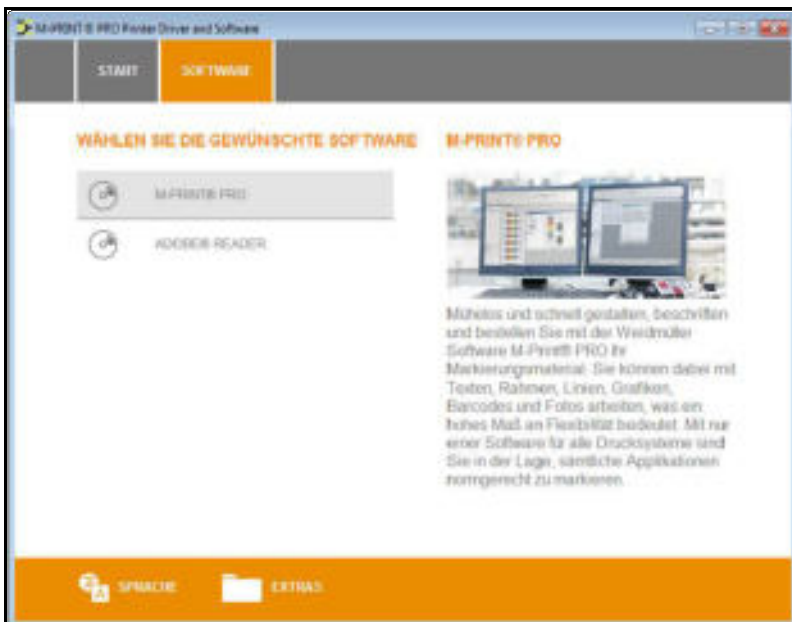 M-PRINT® PRO Printer Driver and Software
START
SOFTWARE
WÄHLEN SIE DIE GEWÜNSCHTE SOFTWARE
M-PRINT® PRO
ADOBE® READER
M-PRINT® PRO
Mühelos und schnell gestalten, beschriften
und bestellen Sie mit der Weidmüller
Software M-Print® PRO Ihr
Markierungsmaterial. Sie können dabei mit
Texten, Rahmen, Linien, Grafiken,
Barcodes und Fotos arbeiten, was ein
hohes Maß an Flexibilität bedeutet. Mit nur
einer Software für alle Drucksysteme sind
Sie in der Lage, sämtliche Applikationen
normgerecht zu markieren.
SPRACHE
EXTRAS